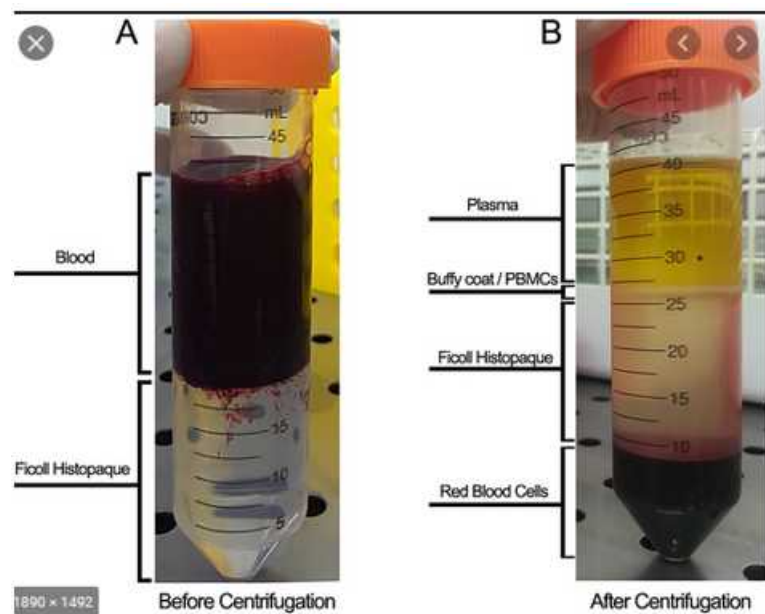 A
mL
45
Blood
15
Ficoll Histopaque
10
5
1890 × 1492
Before Centrifugation
B
50
mL
45
40
Plasma
35
30
Buffy coat / PBMCs
25
Ficoll Histopaque
20
15
10
Red Blood Cells
After Centrifugation